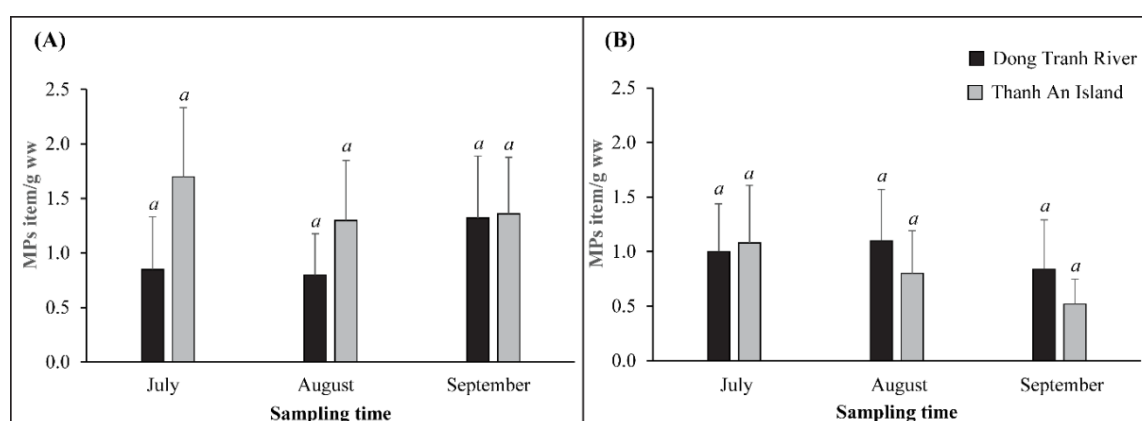 (A)
MPs item/g ww
2.5
2.0
1.5
1.0
0.5
0.0
a
a
a
a
a
a
July
August
September
Sampling time
(B)
Dong Tranh River
Thanh An Island
MPs item/g ww
2.5
2.0
1.5
1.0
0.5
0.0
a
a
a
a
a
a
July
August
September
Sampling time